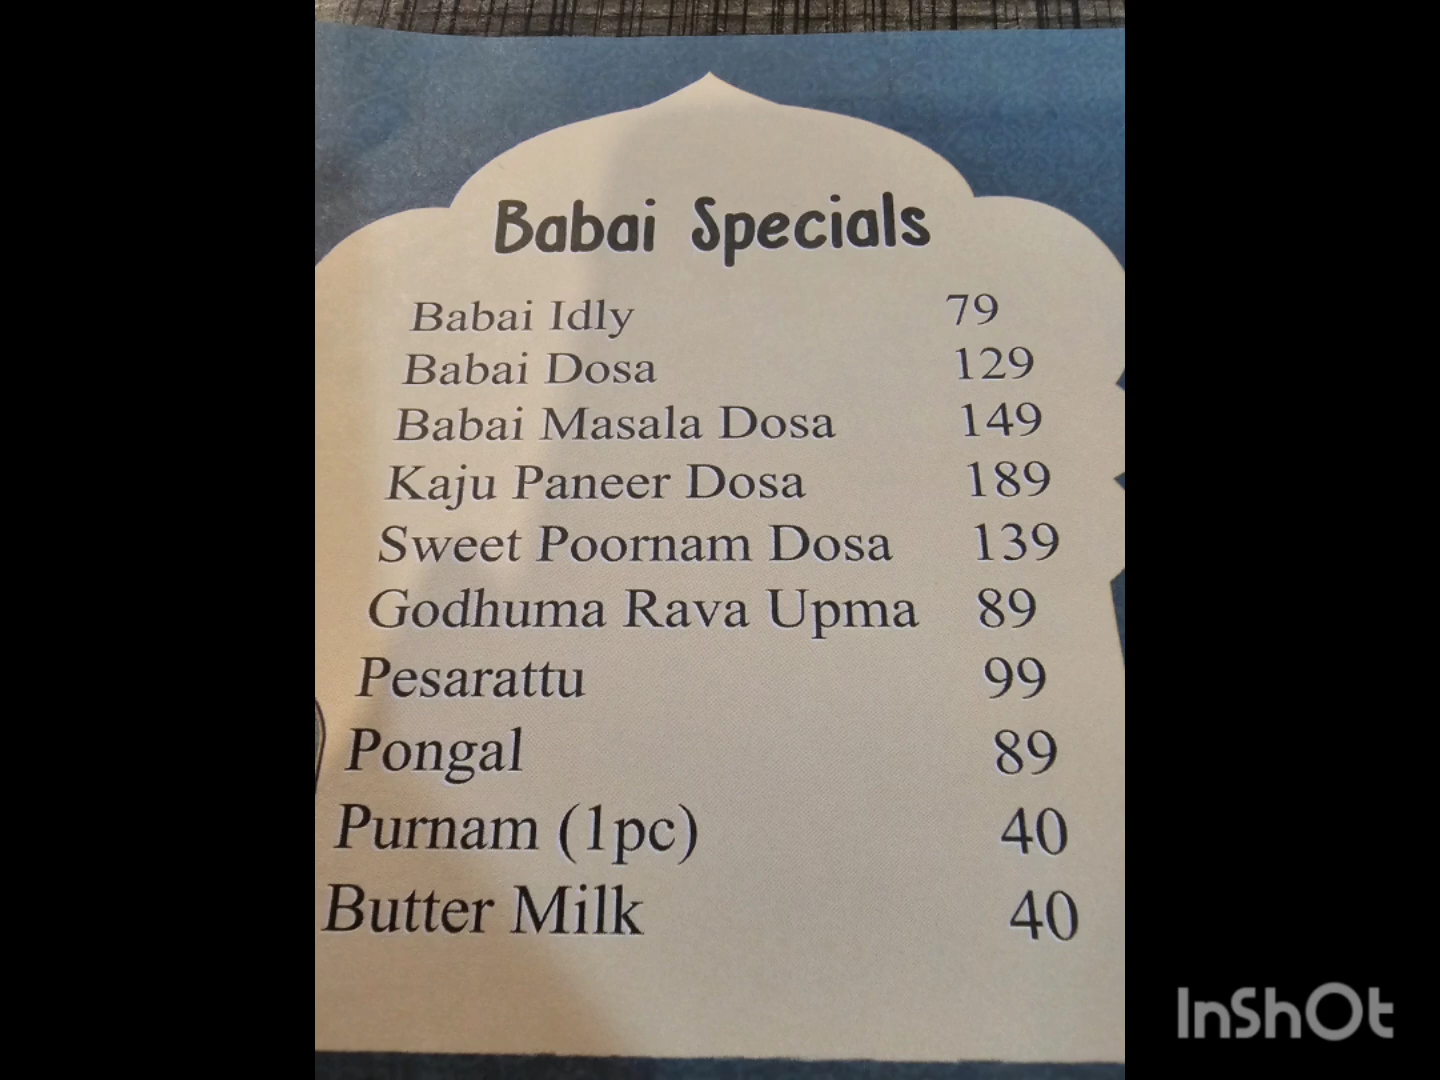 Babai Specials
Babai Idly 79
Babai Dosa 129
Babai Masala Dosa 149
Kaju Paneer Dosa 189
Sweet Poornam Dosa 139
Godhuma Rava Upma 89
Pesarattu 99
Pongal 89
Purnam (1pc) 40
Butter Milk 40
InShOt